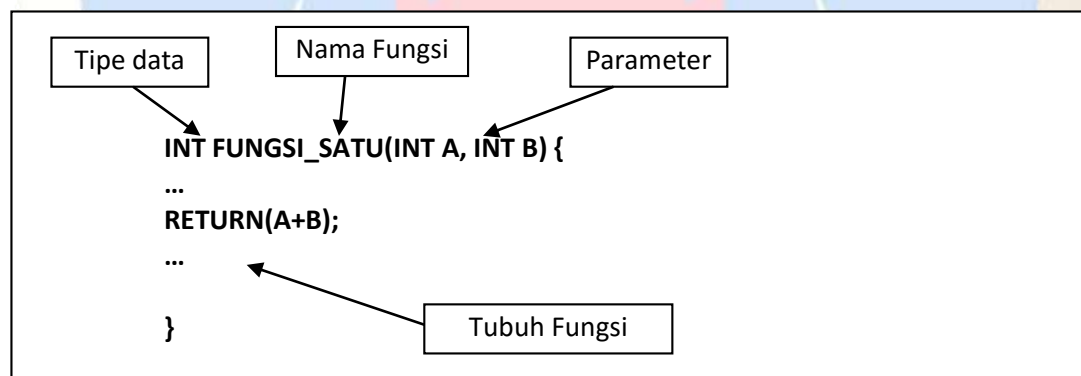 Tipe data
Nama Fungsi
Parameter
INT FUNGSI_SATU(INT A, INT B) {
…
RETURN(A+B);
…
Tubuh Fungsi
}